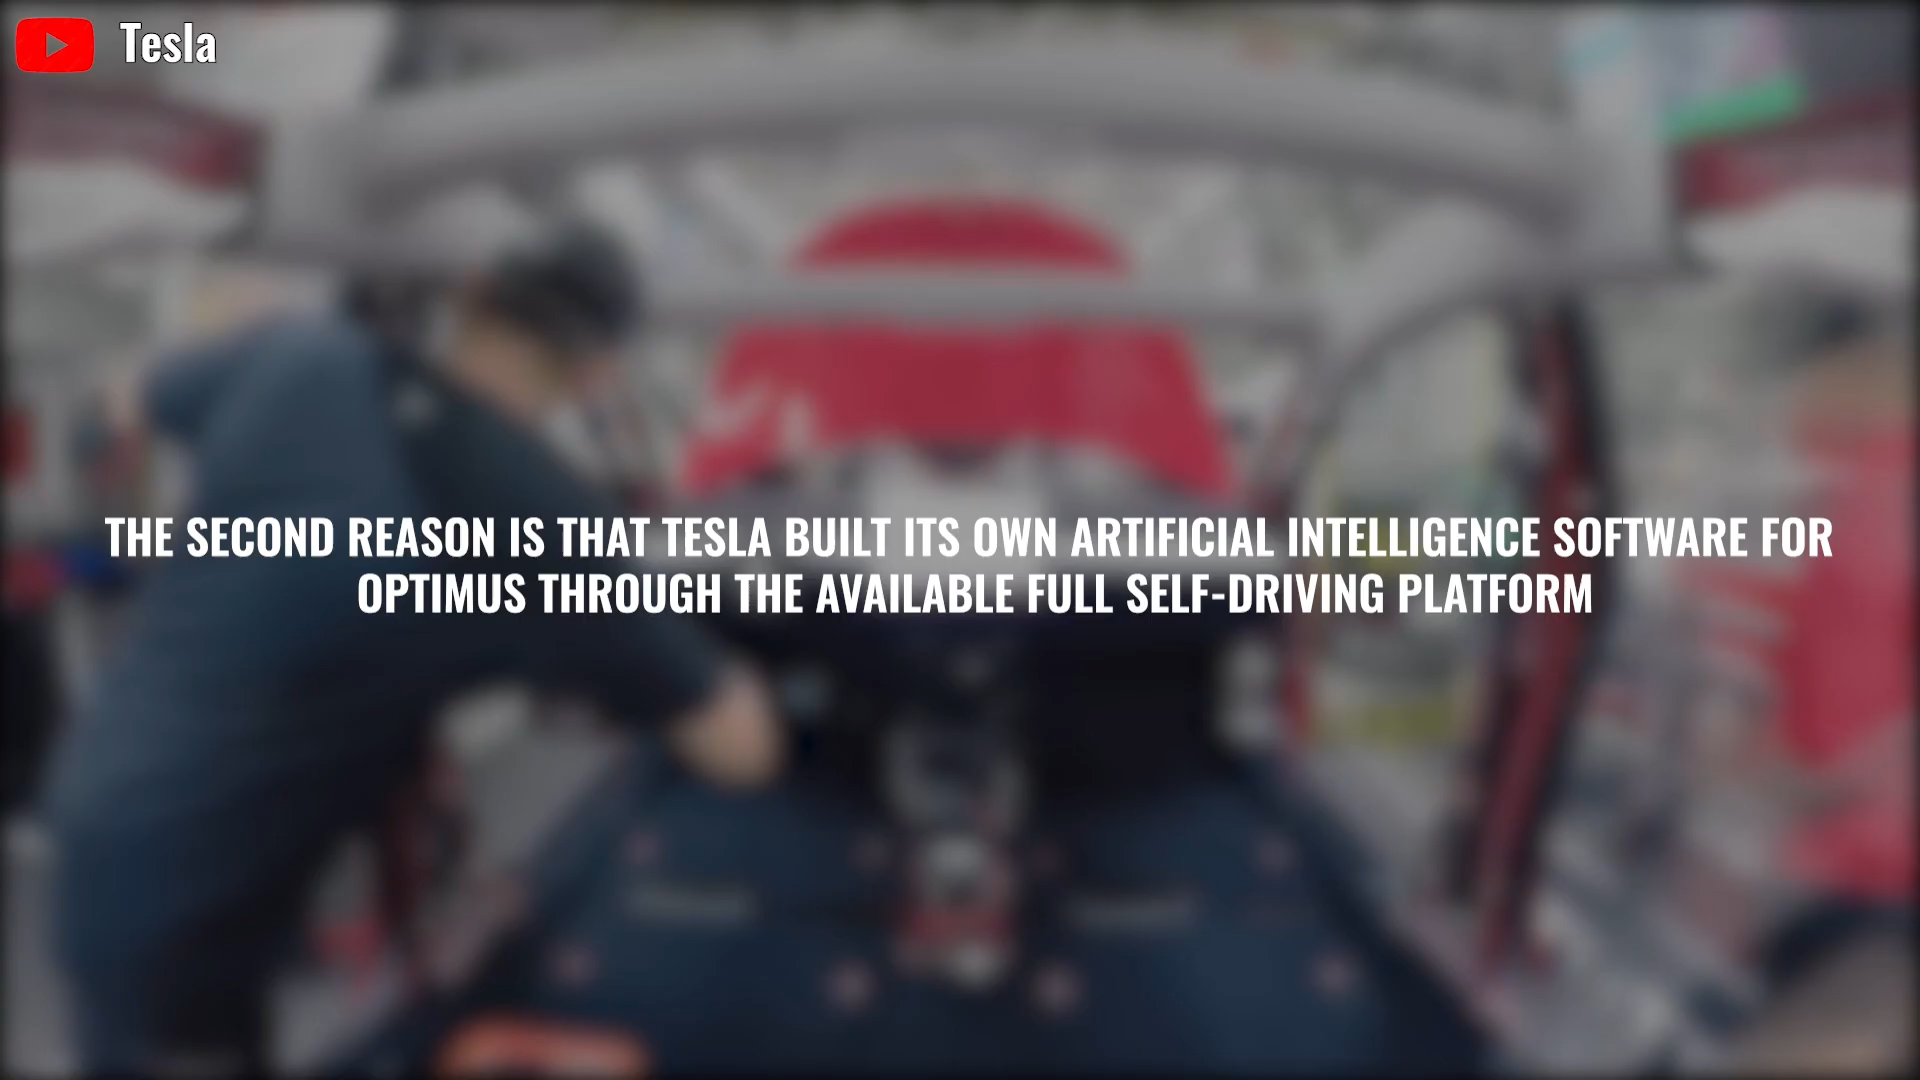 Tesla
THE SECOND REASON IS THAT TESLA BUILT ITS OWN ARTIFICIAL INTELLIGENCE SOFTWARE FOR
OPTIMUS THROUGH THE AVAILABLE FULL SELF-DRIVING PLATFORM